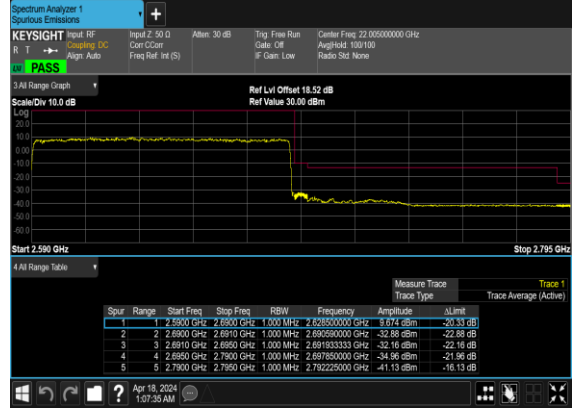 Spectrum Analyzer 1
Spurious Emissions
+
KEYSIGHT Input: RF Input Z: 50 Ω Atten: 30 dB Trig: Free Run Center Freq: 22.005000000 GHz
R T Coupling: DC Corr CCorr Gate: Off Avg|Hold: 100/100
Align: Auto Freq Ref: Int (S) IF Gain: Low Radio Std: None
LW PASS
3 All Range Graph
Ref Lvl Offset 18.52 dB
Scale/Div 10.0 dB Ref Value 30.00 dBm
Log
20.0
10.0
0.00
-10.0
-20.0
-30.0
-40.0
-50.0
-60.0
Start 2.590 GHz Stop 2.795 GHz
4 All Range Table
Measure Trace Trace 1
Trace Type Trace Average (Active)
Spur Range Start Freq Stop Freq RBW Frequency Amplitude ΔLimit
1 1 2.5900 GHz 2.6900 GHz 1.000 MHz 2.628500000 GHz 9.674 dBm -20.33 dB
2 2 2.6900 GHz 2.6910 GHz 1.000 MHz 2.690590000 GHz -32.88 dBm -22.88 dB
3 3 2.6910 GHz 2.6950 GHz 1.000 MHz 2.691933333 GHz -32.16 dBm -22.16 dB
4 4 2.6950 GHz 2.7900 GHz 1.000 MHz 2.697850000 GHz -34.96 dBm -21.96 dB
5 5 2.7900 GHz 2.7950 GHz 1.000 MHz 2.792225000 GHz -41.13 dBm -16.13 dB
? Apr 18, 2024
1:07:35 AM